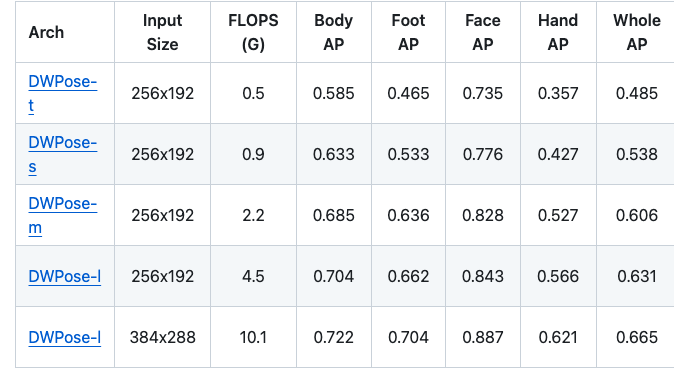 Arch Input Size FLOPS (G) Body AP Foot AP Face AP Hand AP Whole AP
DWPose-t 256x192 0.5 0.585 0.465 0.735 0.357 0.485
DWPose-s 256x192 0.9 0.633 0.533 0.776 0.427 0.538
DWPose-m 256x192 2.2 0.685 0.636 0.828 0.527 0.606
DWPose-l 256x192 4.5 0.704 0.662 0.843 0.566 0.631
DWPose-l 384x288 10.1 0.722 0.704 0.887 0.621 0.665